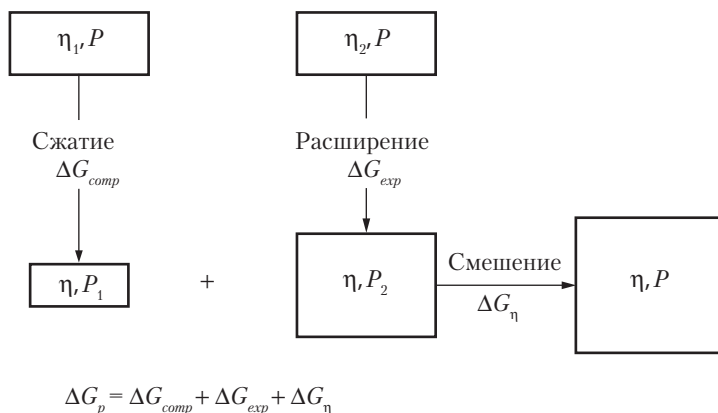 η₁, P
η₂, P
Сжатие
ΔG_comp
Расширение
ΔG_exp
η, P₁
+
η, P₂
Смешение
ΔG_η
η, P
ΔG_p = ΔG_comp + ΔG_exp + ΔG_η